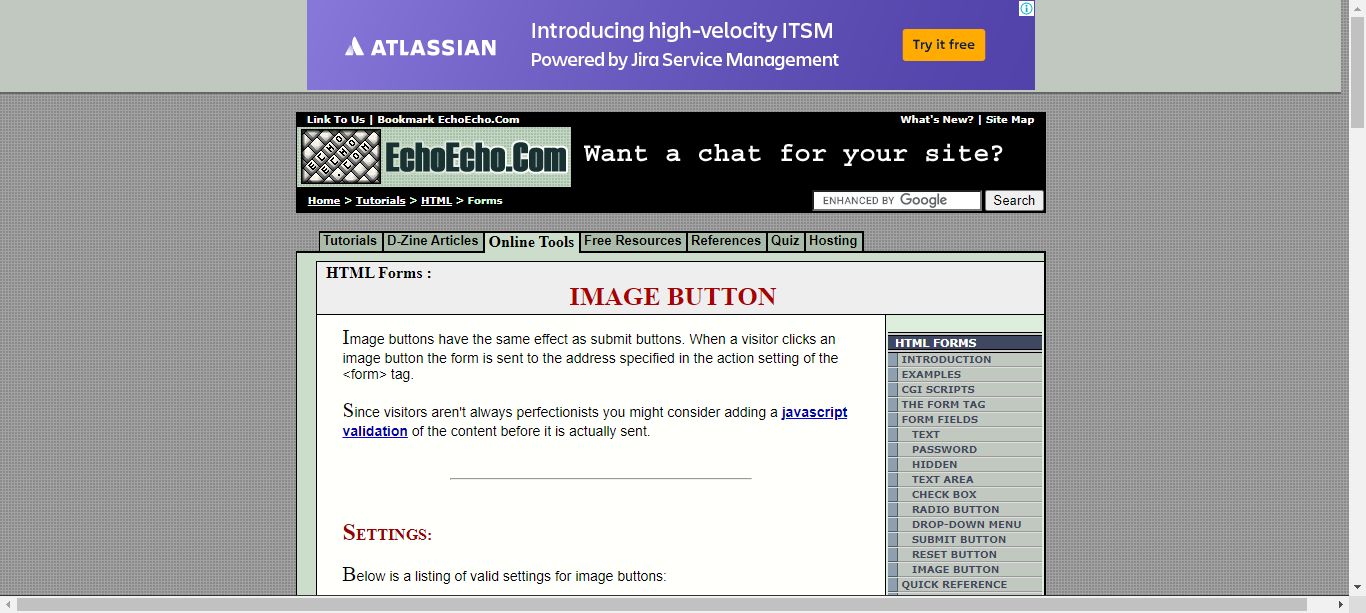 ATLASSIAN
Introducing high-velocity ITSM
Powered by Jira Service Management
Try it free
Link To Us | Bookmark EchoEcho.Com
What's New? | Site Map
ECHO
ECHO
.COM
EchoEcho.Com
Want a chat for your site?
Home > Tutorials > HTML > Forms
ENHANCED BY Google
Search
Tutorials
D-Zine Articles
Online Tools
Free Resources
References
Quiz
Hosting
HTML Forms :
IMAGE BUTTON
Image buttons have the same effect as submit buttons. When a visitor clicks an
image button the form is sent to the address specified in the action setting of the
<form> tag.
Since visitors aren't always perfectionists you might consider adding a javascript
validation of the content before it is actually sent.
SETTINGS:
Below is a listing of valid settings for image buttons:
HTML FORMS
INTRODUCTION
EXAMPLES
CGI SCRIPTS
THE FORM TAG
FORM FIELDS
TEXT
PASSWORD
HIDDEN
TEXT AREA
CHECK BOX
RADIO BUTTON
DROP-DOWN MENU
SUBMIT BUTTON
RESET BUTTON
IMAGE BUTTON
QUICK REFERENCE